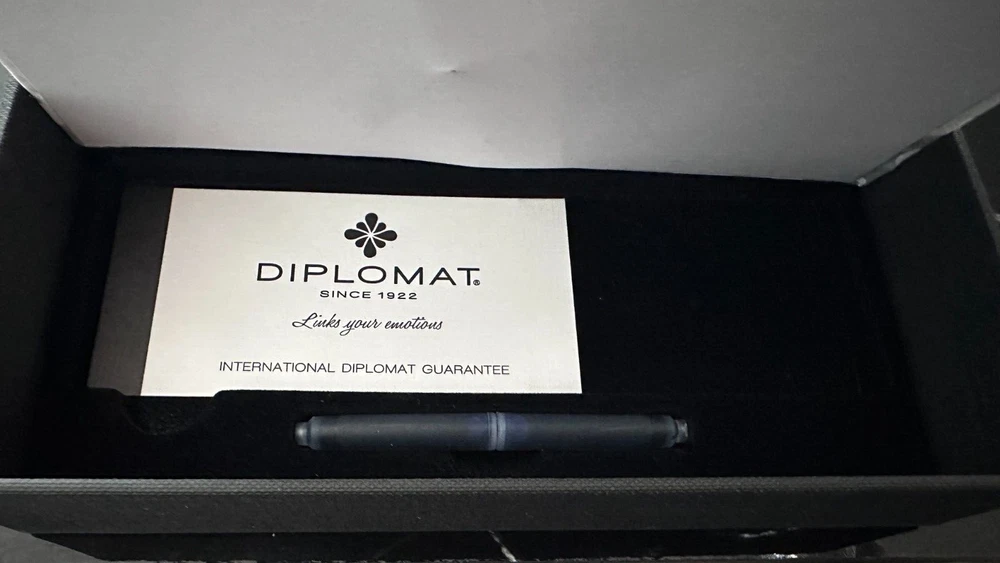 DIPLOMAT®
SINCE 1922
Links your emotions
INTERNATIONAL DIPLOMAT GUARANTEE